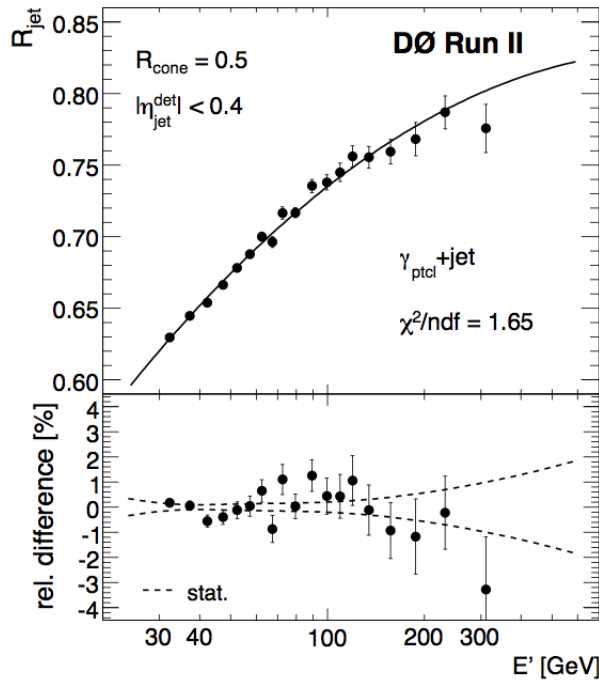 R_jet
0.85
0.80
0.75
0.70
0.65
0.60
DØ Run II
R_cone = 0.5
|η^det_jet| < 0.4
γ_ptcl+jet
χ²/ndf = 1.65
rel. difference [%]
4
3
2
1
0
-1
-2
-3
-4
stat.
30 40 100 200 300
E' [GeV]